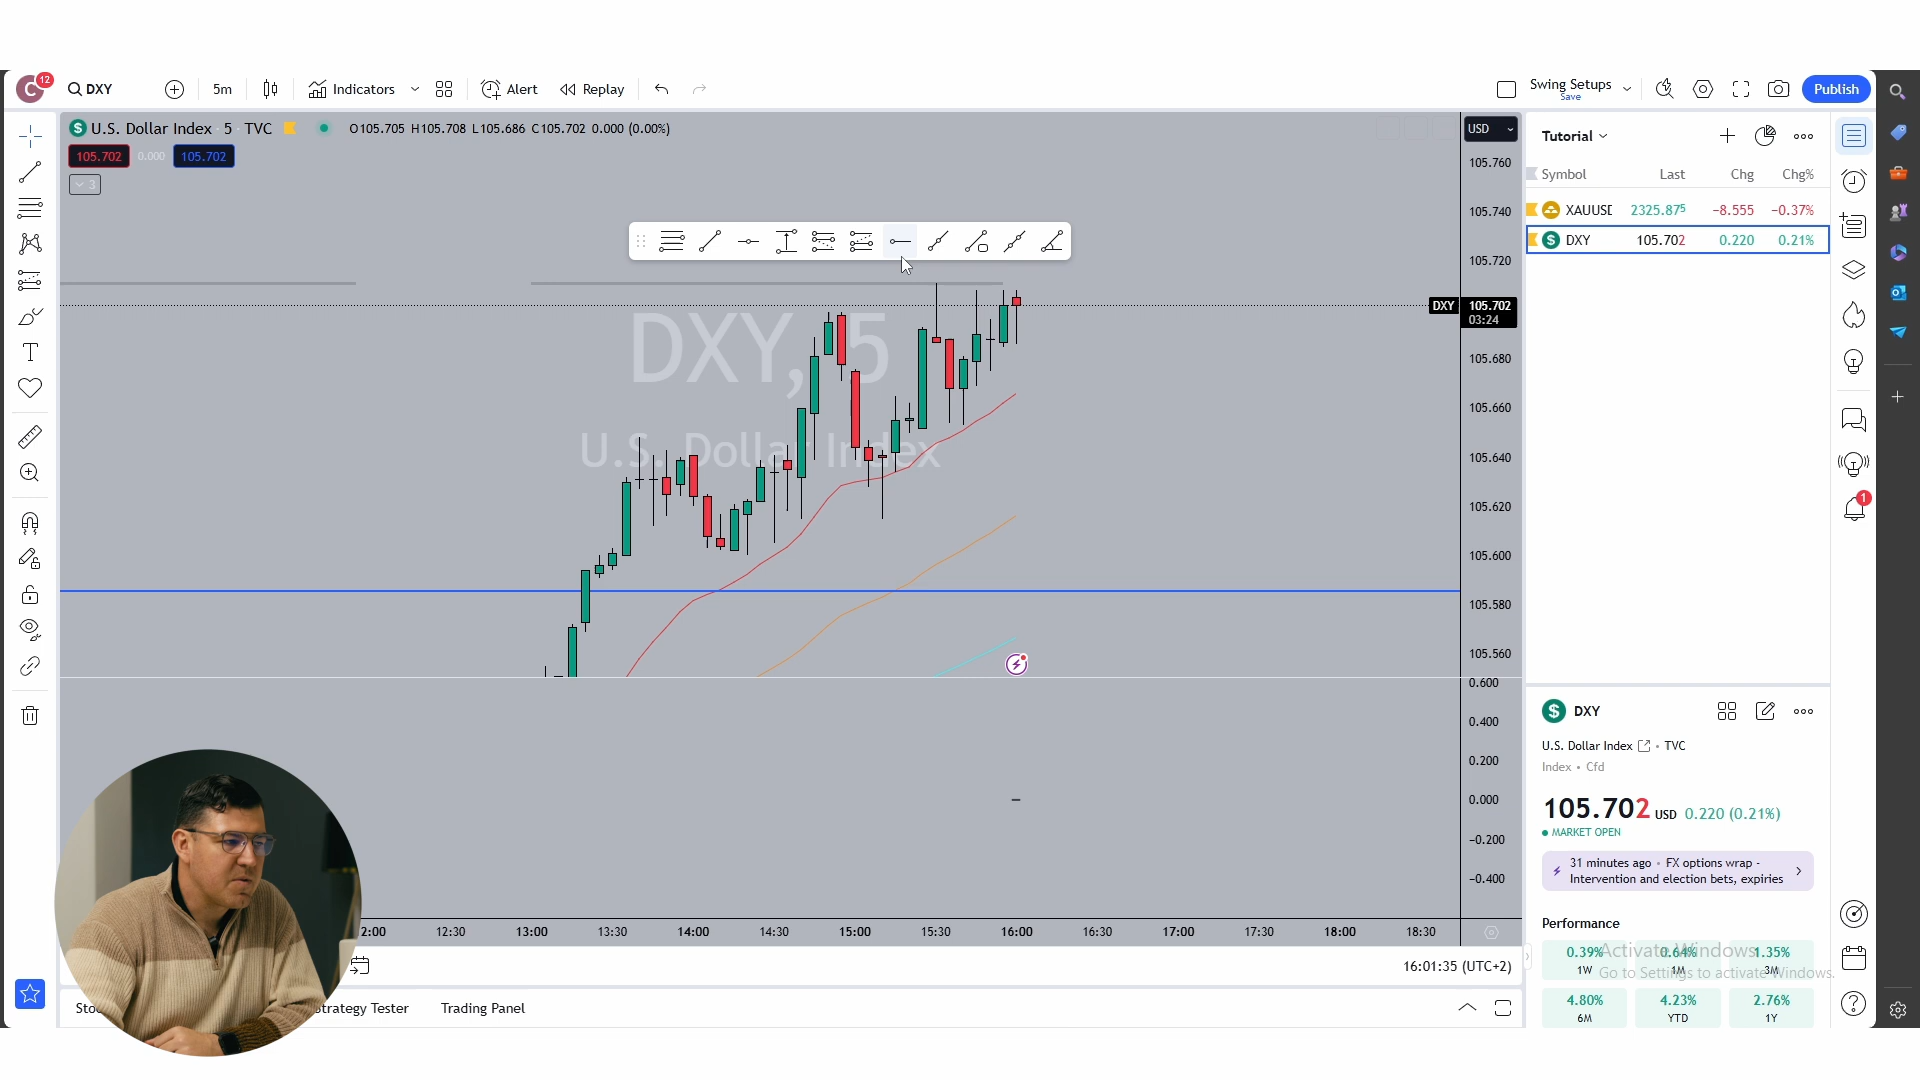 C 12 DXY 5m Indicators Alert Replay Swing Setups Save Publish
U.S. Dollar Index · 5 · TVC O105.705 H105.708 L105.686 C105.702 0.000 (0.00%)
105.702 0.000 105.702
3
USD
105.760
105.740
105.720
DXY 105.702
03:24
105.680
105.660
105.640
105.620
105.600
105.580
105.560
0.600
0.400
0.200
0.000
−0.200
−0.400
DXY, 5
U.S. Dollar Index
2:00 12:30 13:00 13:30 14:00 14:30 15:00 15:30 16:00 16:30 17:00 17:30 18:00 18:30
16:01:35 (UTC+2)
Sto trategy Tester Trading Panel
Tutorial
Symbol Last Chg Chg%
XAUUSD 2325.875 −8.555 −0.37%
DXY 105.702 0.220 0.21%
1
DXY
U.S. Dollar Index • TVC
Index • Cfd
105.702 USD 0.220 (0.21%)
MARKET OPEN
31 minutes ago • FX options wrap -
Intervention and election bets, expiries
Performance
0.39% 0.64% 1.35%
1W 1M 3M
4.80% 4.23% 2.76%
6M YTD 1Y
Activate Windows
Go to Settings to activate Windows.